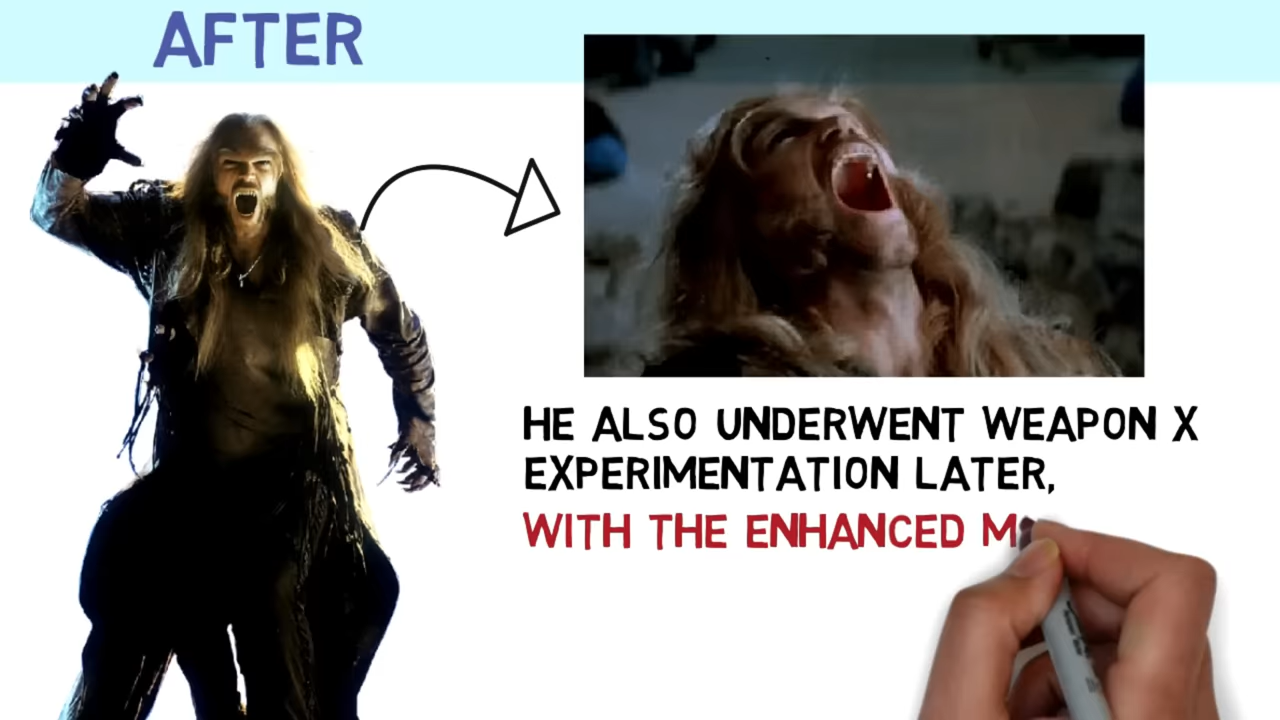 AFTER
HE ALSO UNDERWENT WEAPON X
EXPERIMENTATION LATER,
WITH THE ENHANCED M